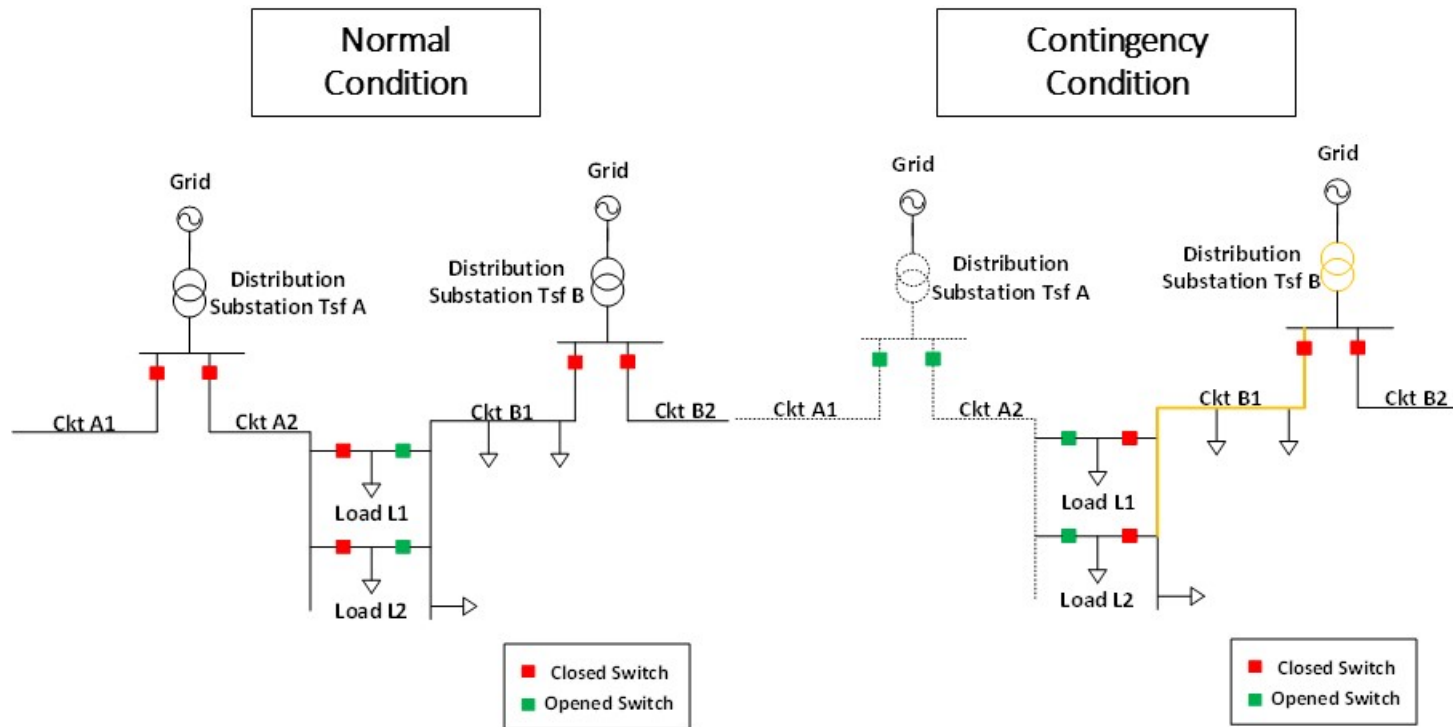 Normal
Condition
Grid
Distribution
Substation Tsf A
Grid
Distribution
Substation Tsf B
Ckt A1
Ckt A2
Ckt B1
Ckt B2
Load L1
Load L2
Closed Switch
Opened Switch
Contingency
Condition
Grid
Distribution
Substation Tsf A
Grid
Distribution
Substation Tsf B
Ckt A1
Ckt A2
Ckt B1
Ckt B2
Load L1
Load L2
Closed Switch
Opened Switch